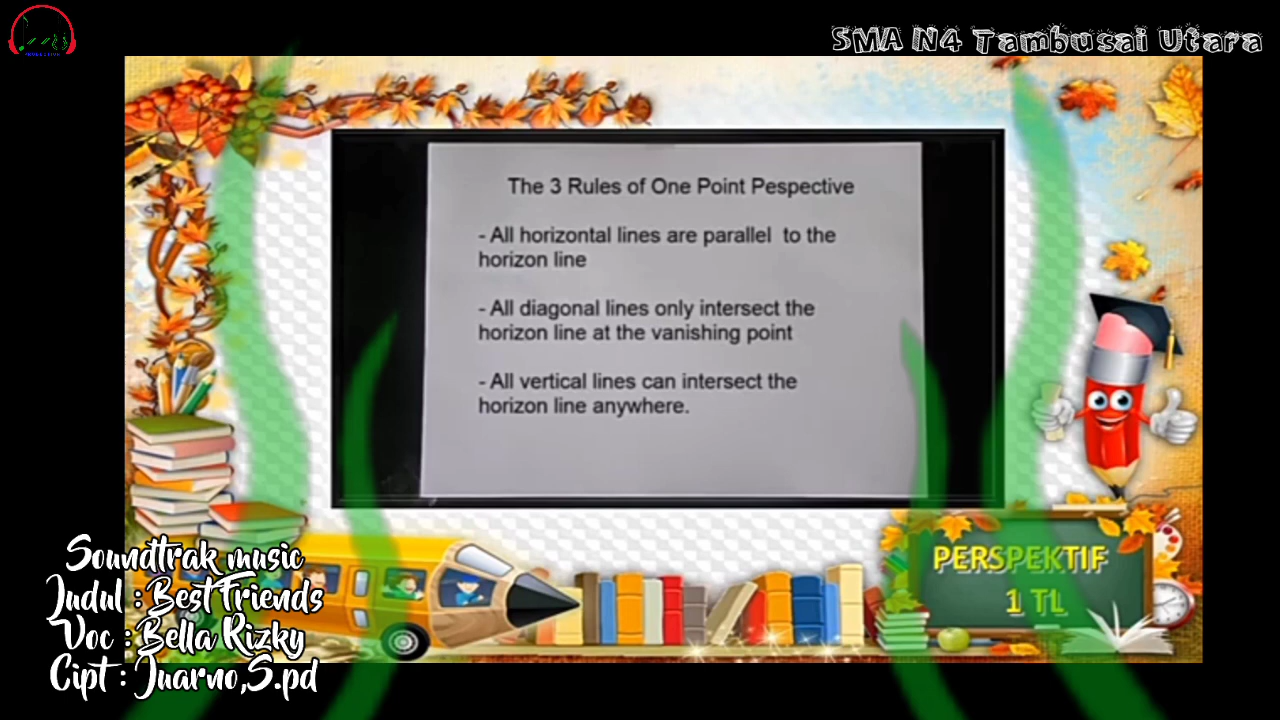 SMA N4 Tambusai Utara
The 3 Rules of One Point Pespective
- All horizontal lines are parallel to the
horizon line
- All diagonal lines only intersect the
horizon line at the vanishing point
- All vertical lines can intersect the
horizon line anywhere.
PERSPEKTIF
1 TL
Soundtrak music
Judul : Best Friends
Voc : Bella Rizky
Cipt : Juarno,S.pd